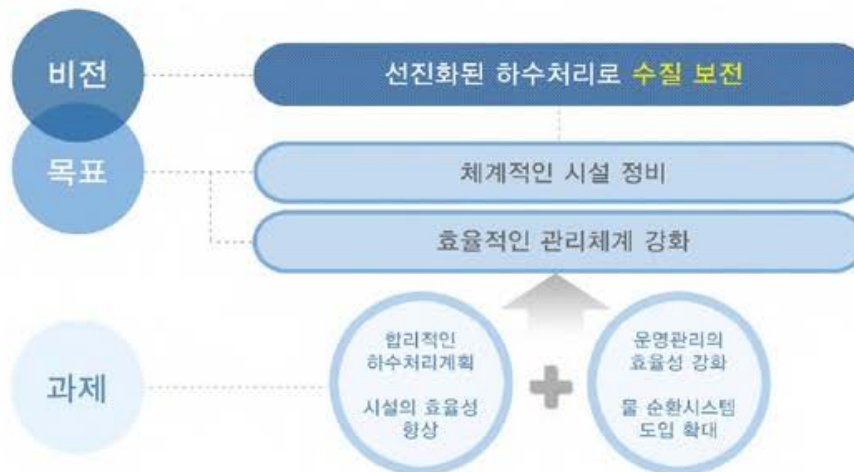 비전
선진화된 하수처리로 수질 보전
목표
체계적인 시설 정비
효율적인 관리체계 강화
과제
합리적인
하수처리계획
시설의 효율성
향상
운영관리의
효율성 강화
물 순환시스템
도입 확대